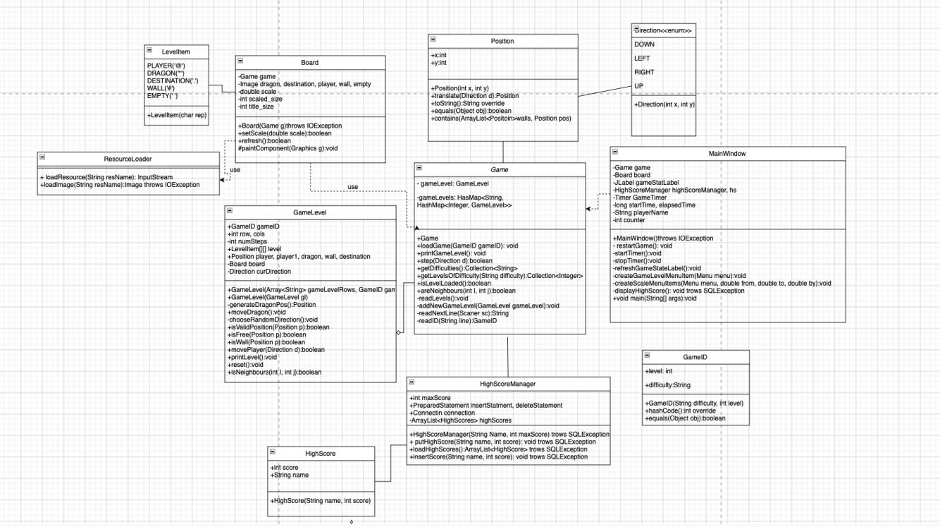 LevelItem
PLAYER('@')
DRAGON('*')
DESTINATION('.')
WALL('#')
EMPTY(' ')
+LevelItem(char rep)
Board
-Game game
-Image dragon, destination, player, wall, empty
-double scale
-int scaled_size
-int title_size
+Board(Game g)throws IOException
+setScale(double scale):boolean
+refresh():boolean
#paintComponent(Graphics g):void
Position
+x:int
+y:int
+Position(int x, int y)
+translate(Direction d):Position
+toString():String override
+equals(Object obj):boolean
+contains(ArrayList<Positoin>walls, Position pos)
Direction<<enum>>
DOWN
LEFT
RIGHT
UP
+Direction(int x, int y)
ResourceLoader
+ loadResource(String resName): InputStream
+loadImage(String resName):Image throws IOException
use
use
GameLevel
+GameID gameID
+int row, cols
-int numSteps
+LevelItem[][] level
+Position player, player1, dragon, wall, destination
-Board board
-Direction curDirection
+GameLevel(Array<String> gameLevelRows, GameID gam
+GameLevel(GameLevel gl)
-generateDragonPos():Position
+moveDragon():void
-chooseRandomDirection():void
+isValidPosition(Position p):boolean
+isFree(Position p):boolean
+isWall(Position p):boolean
+movePlayer(Direction d):boolean
+printLevel():void
+reset():void
+isNeighbours(int i, int j):boolean
Game
- gameLevel: GameLevel
-gameLevels: HasMap<String,
HashMap<Integer, GameLevel>>
+Game
+loadGame(GameID gameID): void
+printGameLevel(): void
+step(Direction d):boolean
+getDifficulties():Collection<String>
+getLevelsOfDifficulty(String difficulty):Collection<Integer>
+isLevelLoaded():boolean
+areNeighbours(int I, int j):boolean
-readLevels():void
-addNewGameLevel(GameLevel gameLevel):void
-readNextLine(Scaner sc):String
-readID(String line):GameID
MainWindow
-Game game
-Board board
-JLabel gameStatLabel
-HighScoreManager highScoreManager, hs
-Timer GameTimer
-long startTime, elapsedTime
-String playerName
-int counter
+MainWindow()throws IOException
- restartGame(): void
-startTimer():void
-stopTimer():void
-refreshGameStateLabel():void
-createGameLevelMenuItem(Menu menu):void
-createScaleMenuItems(Menu menu, double from, double to, double by):void
-displayHighScore(): void trows SQLException
+void main(String[] args):void
GameID
+level: int
+difficulty:String
+GameID(String difficulty, int level)
+hashCode():int override
+equals(Object obj):boolean
HighScoreManager
+int maxScore
+PreparedStatement insertStatment, deleteStatement
+Connectin connection
-ArrayList<HighScores> highScores
+HighScoreManager(String Name, int maxScore) trows SQLException
+ putHighScore(String name, int score): void trows SQLException
+loadHighScores():ArrayList<HighScore> trows SQLException
+insertScore(String name, int score): void trows SQLException
HighScore
+int score
+String name
+HighScore(String name, int score)